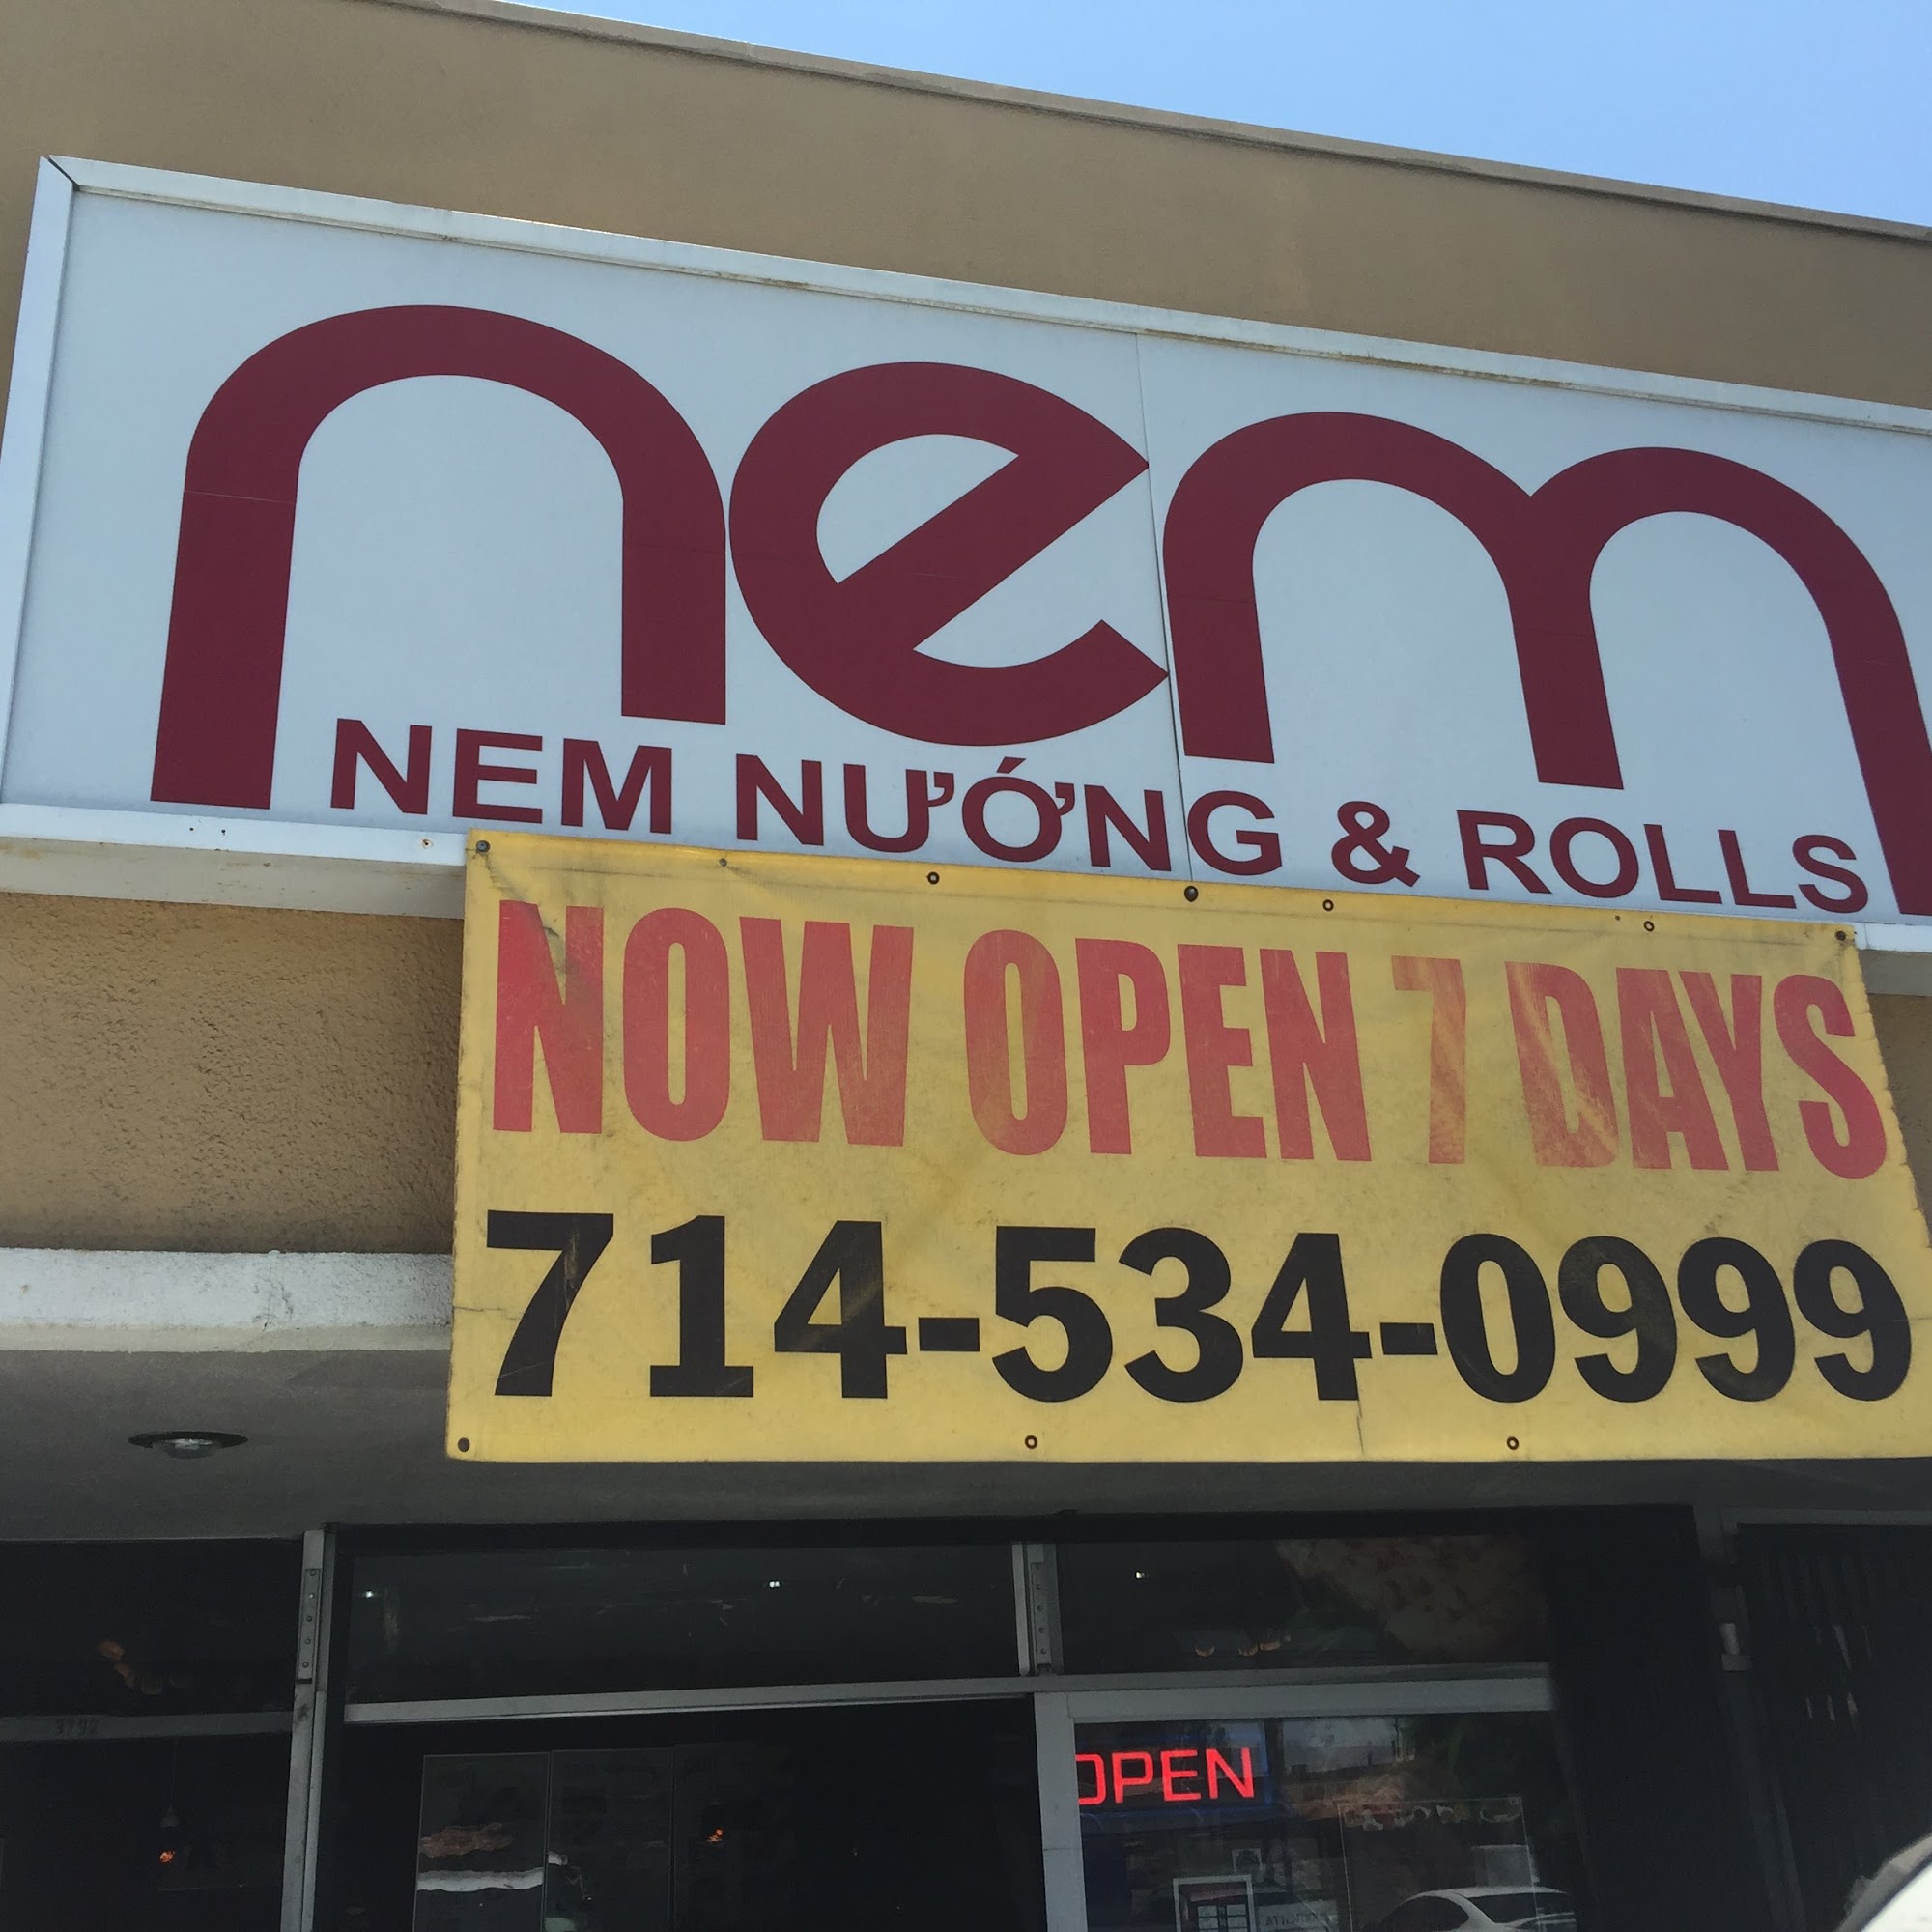 nem
NEM NƯỚNG & ROLLS
NOW OPEN 7 DAYS
714-534-0999
OPEN